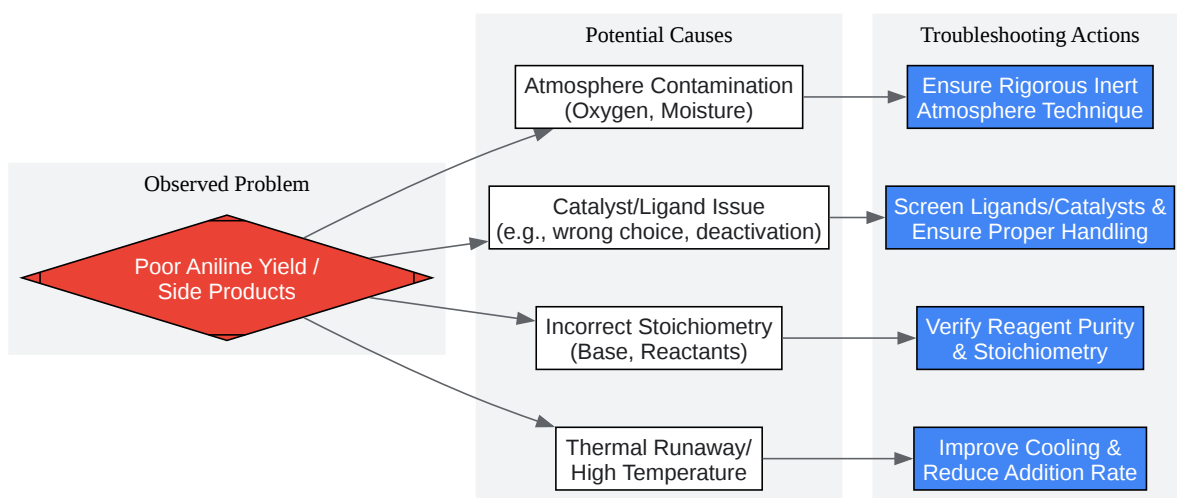 Potential Causes
Troubleshooting Actions
Atmosphere Contamination
(Oxygen, Moisture)
Ensure Rigorous Inert
Atmosphere Technique
Observed Problem
Catalyst/Ligand Issue
(e.g., wrong choice, deactivation)
Screen Ligands/Catalysts &
Ensure Proper Handling
Poor Aniline Yield /
Side Products
Incorrect Stoichiometry
(Base, Reactants)
Verify Reagent Purity
& Stoichiometry
Thermal Runaway/
High Temperature
Improve Cooling &
Reduce Addition Rate